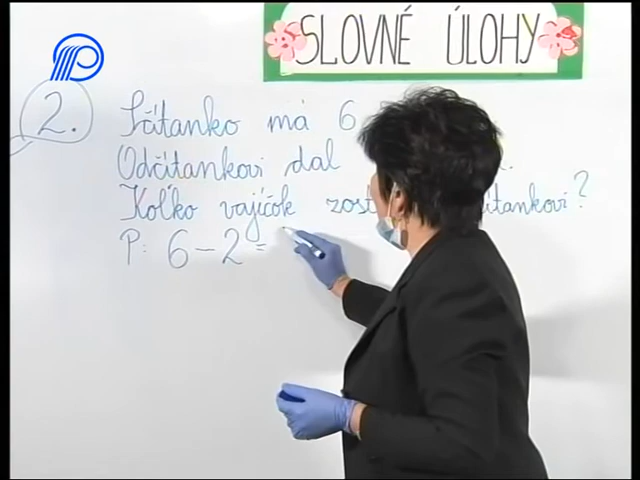 SLOVNÉ ÚLOHY
2. Sčítanko má 6
Odčítankovi dal
Koľko vajíčok
P: 6 - 2 =